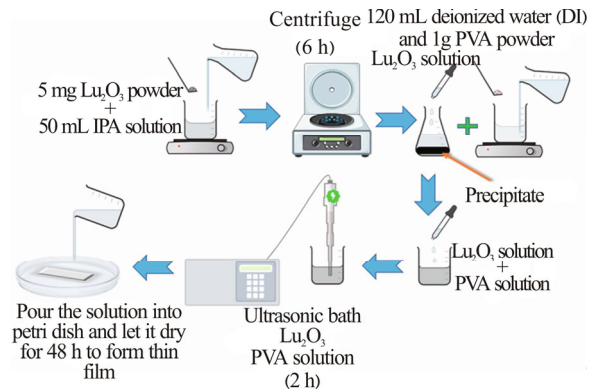 5 mg Lu₂O₃ powder
+
50 mL IPA solution
Centrifuge
(6 h)
120 mL deionized water (DI)
and 1g PVA powder
Lu₂O₃ solution
Precipitate
Lu₂O₃ solution
+
PVA solution
Ultrasonic bath
Lu₂O₃
PVA solution
(2 h)
Pour the solution into
petri dish and let it dry
for 48 h to form thin
film